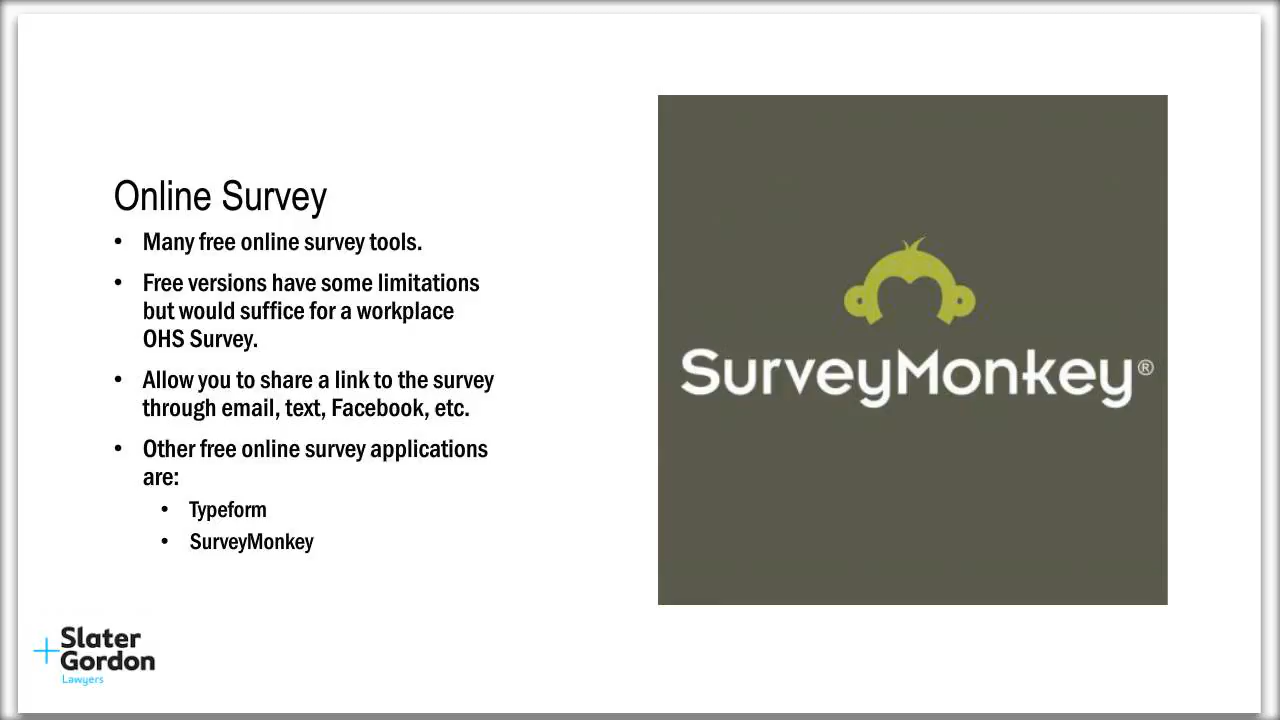 Online Survey
• Many free online survey tools.
• Free versions have some limitations
but would suffice for a workplace
OHS Survey.
• Allow you to share a link to the survey
through email, text, Facebook, etc.
• Other free online survey applications
are:
• Typeform
• SurveyMonkey
SurveyMonkey®
Slater
Gordon
Lawyers